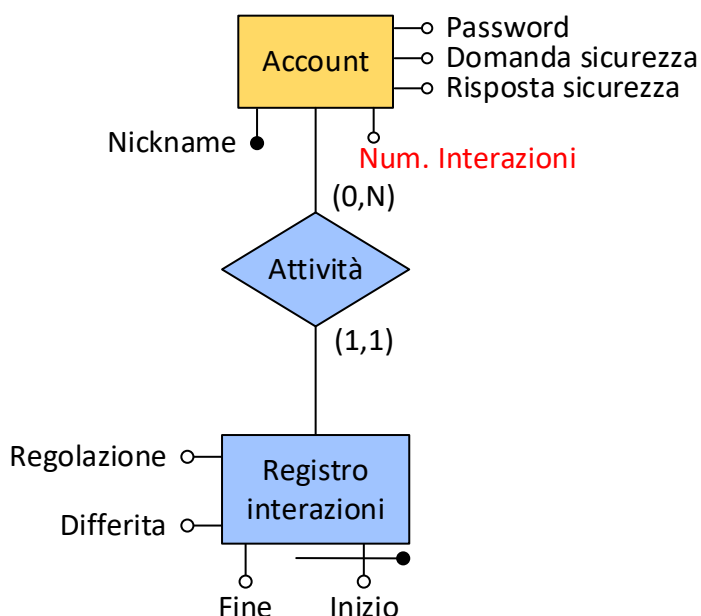 Password
Account
Domanda sicurezza
Risposta sicurezza
Nickname
Num. Interazioni
(0,N)
Attività
(1,1)
Regolazione
Registro
interazioni
Differita
Fine
Inizio